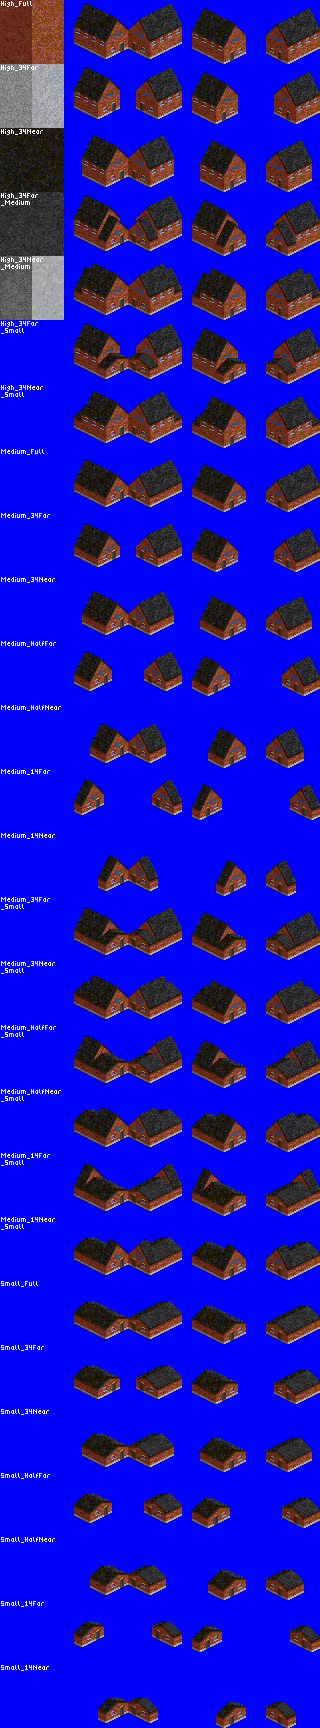 High_Full
High_34Far
High_34Near
High_34Far
_Medium
High_34Near
_Medium
High_34Far
_Small
High_34Near
_Small
Medium_Full
Medium_34Far
Medium_34Near
Medium_HalfFar
Medium_HalfNear
Medium_14Far
Medium_14Near
Medium_34Far
_Small
Medium_34Near
_Small
Medium_HalfFar
_Small
Medium_HalfNear
_Small
Medium_14Far
_Small
Medium_14Near
_Small
Small_Full
Small_34Far
Small_34Near
Small_HalfFar
Small_HalfNear
Small_14Far
Small_14Near